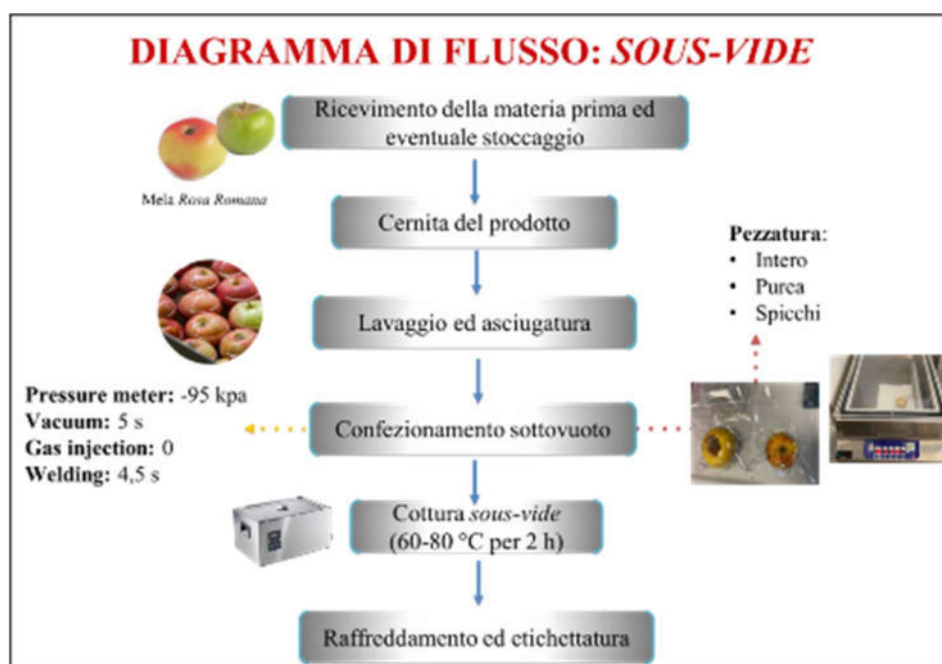 DIAGRAMMA DI FLUSSO: SOUS-VIDE
Ricevimento della materia prima ed
eventuale stoccaggio
Mela Rosa Romana
Cernita del prodotto
Pezzatura:
• Intero
• Purea
• Spicchi
Lavaggio ed asciugatura
Pressure meter: -95 kpa
Vacuum: 5 s
Gas injection: 0
Welding: 4,5 s
Confezionamento sottovuoto
Cottura sous-vide
(60-80 °C per 2 h)
Raffreddamento ed etichettatura